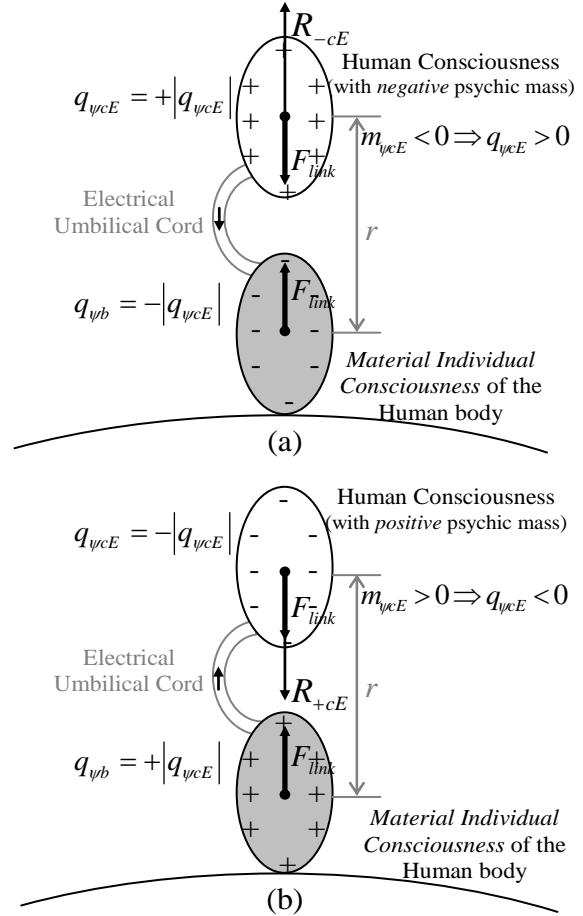 R₋cE
Human Consciousness
(with negative psychic mass)
qψcE = +|qψcE|
+
+ +
+ +
+ +
+
Flink
mψcE < 0 ⇒ qψcE > 0
Electrical
Umbilical Cord
r
qψb = −|qψcE|
Flink
-
- -
- -
- -
-
Material Individual
Consciousness of the
Human body
(a)
Human Consciousness
(with positive psychic mass)
qψcE = −|qψcE|
-
- -
- -
- -
-
Flink
mψcE > 0 ⇒ qψcE < 0
Electrical
Umbilical Cord
R+cE
r
qψb = +|qψcE|
Flink
+
+ +
+ +
+ +
+
Material Individual
Consciousness of the
Human body
(b)